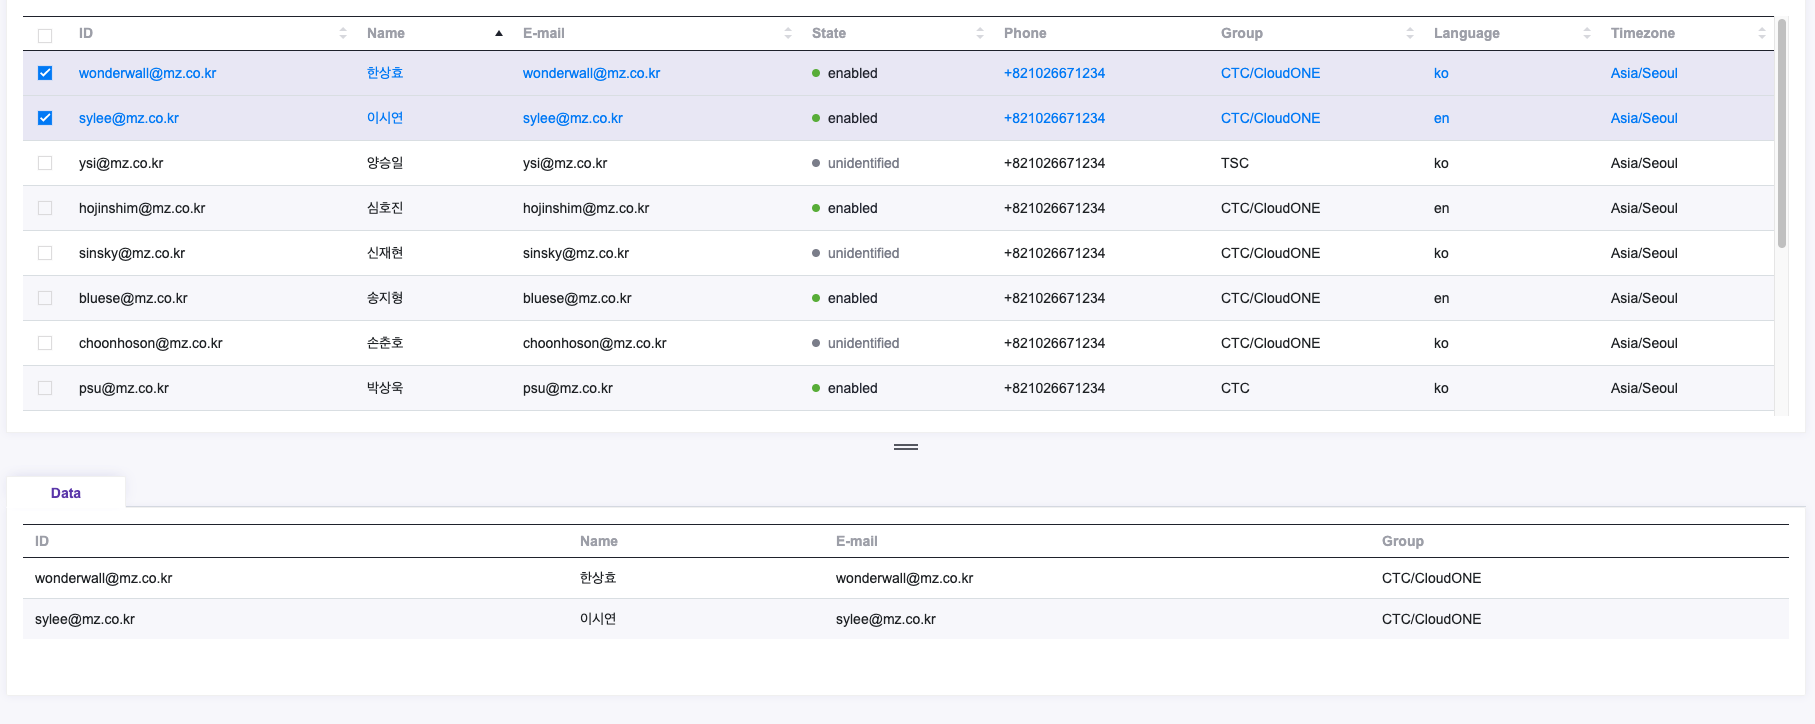 ID Name E-mail State Phone Group Language Timezone
wonderwall@mz.co.kr 한상효 wonderwall@mz.co.kr enabled +821026671234 CTC/CloudONE ko Asia/Seoul
sylee@mz.co.kr 이시연 sylee@mz.co.kr enabled +821026671234 CTC/CloudONE en Asia/Seoul
ysi@mz.co.kr 양승일 ysi@mz.co.kr unidentified +821026671234 TSC ko Asia/Seoul
hojinshim@mz.co.kr 심호진 hojinshim@mz.co.kr enabled +821026671234 CTC/CloudONE en Asia/Seoul
sinsky@mz.co.kr 신재현 sinsky@mz.co.kr unidentified +821026671234 CTC/CloudONE ko Asia/Seoul
bluese@mz.co.kr 송지형 bluese@mz.co.kr enabled +821026671234 CTC/CloudONE en Asia/Seoul
choonhoson@mz.co.kr 손춘호 choonhoson@mz.co.kr unidentified +821026671234 CTC/CloudONE ko Asia/Seoul
psu@mz.co.kr 박상욱 psu@mz.co.kr enabled +821026671234 CTC ko Asia/Seoul
Data
ID Name E-mail Group
wonderwall@mz.co.kr 한상효 wonderwall@mz.co.kr CTC/CloudONE
sylee@mz.co.kr 이시연 sylee@mz.co.kr CTC/CloudONE